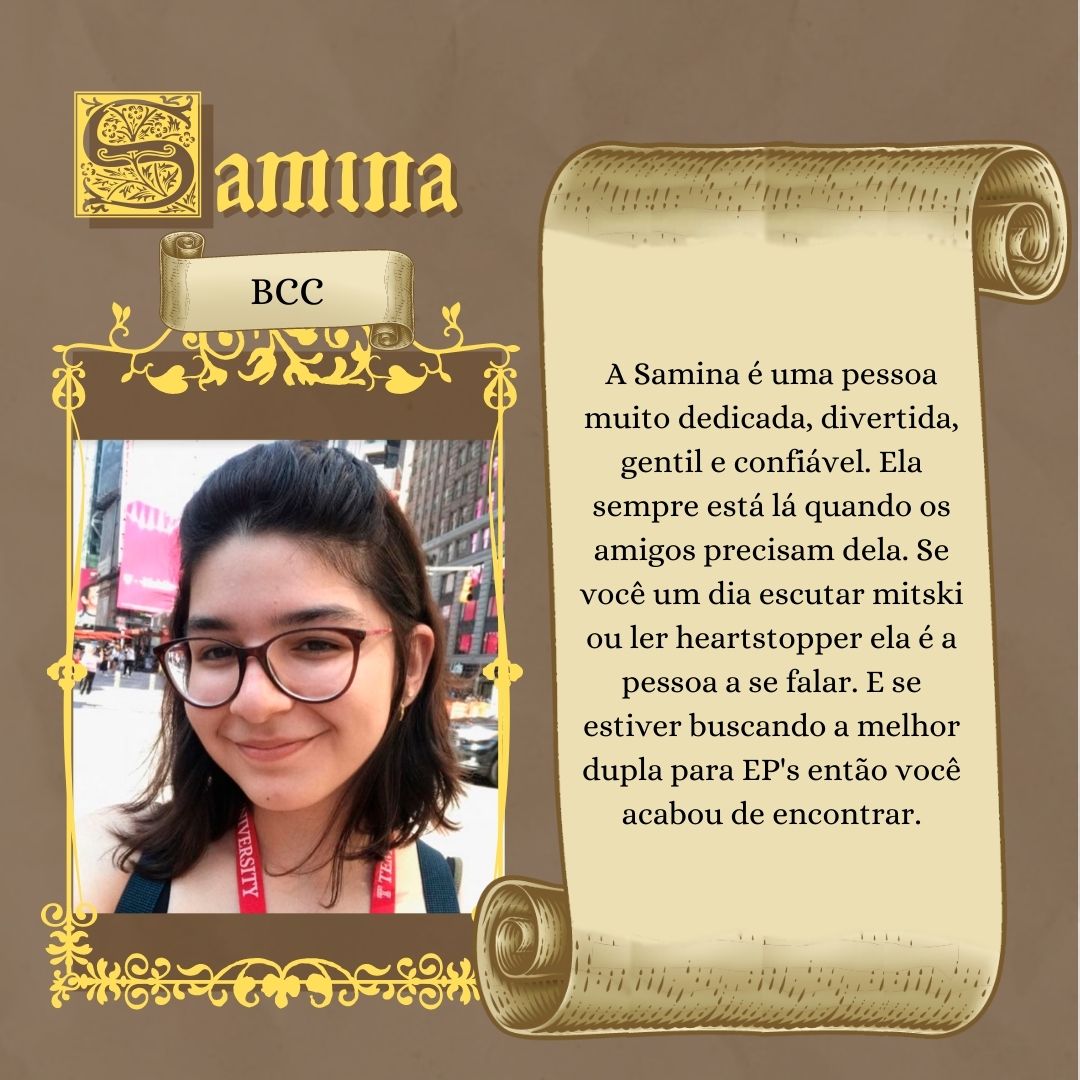 Samina
BCC
A Samina é uma pessoa
muito dedicada, divertida,
gentil e confiável. Ela
sempre está lá quando os
amigos precisam dela. Se
você um dia escutar mitski
ou ler heartstopper ela é a
pessoa a se falar. E se
estiver buscando a melhor
dupla para EP's então você
acabou de encontrar.